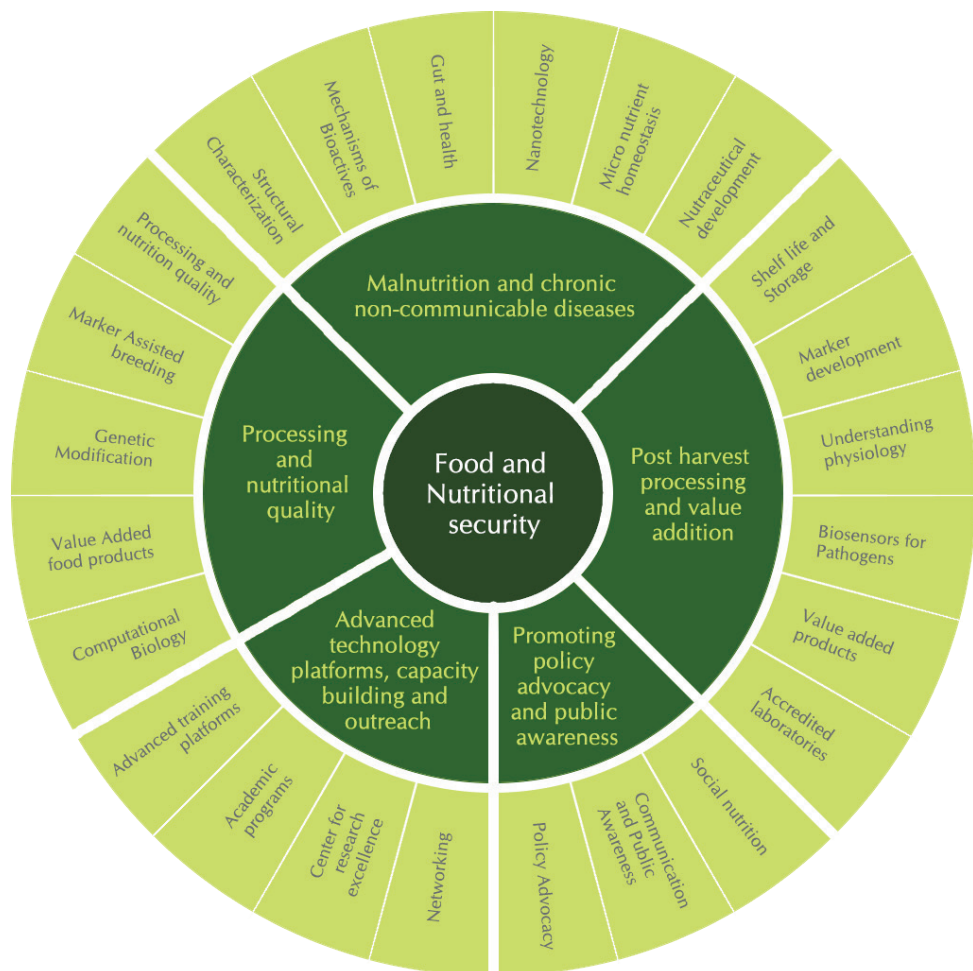 Food and
Nutritional
security
Malnutrition and chronic
non-communicable diseases
Post harvest
processing
and value
addition
Promoting
policy
advocacy
and public
awareness
Advanced
technology
platforms, capacity
building and
outreach
Processing
and
nutritional
quality
Structural
Characterization
Mechanisms of
Bioactives
Gut and health
Nanotechnology
Micro nutrient
homeostasis
Nutraceutical
development
Shelf life and
Storage
Marker
development
Understanding
physiology
Biosensors for
Pathogens
Value added
products
Accredited
laboratories
Social nutrition
Communication
and Public
Awareness
Policy Advocacy
Networking
Center for
research
excellence
Academic
programs
Advanced training
platforms
Computational
Biology
Value Added
food products
Genetic
Modification
Marker Assisted
breeding
Processing and
nutrition quality